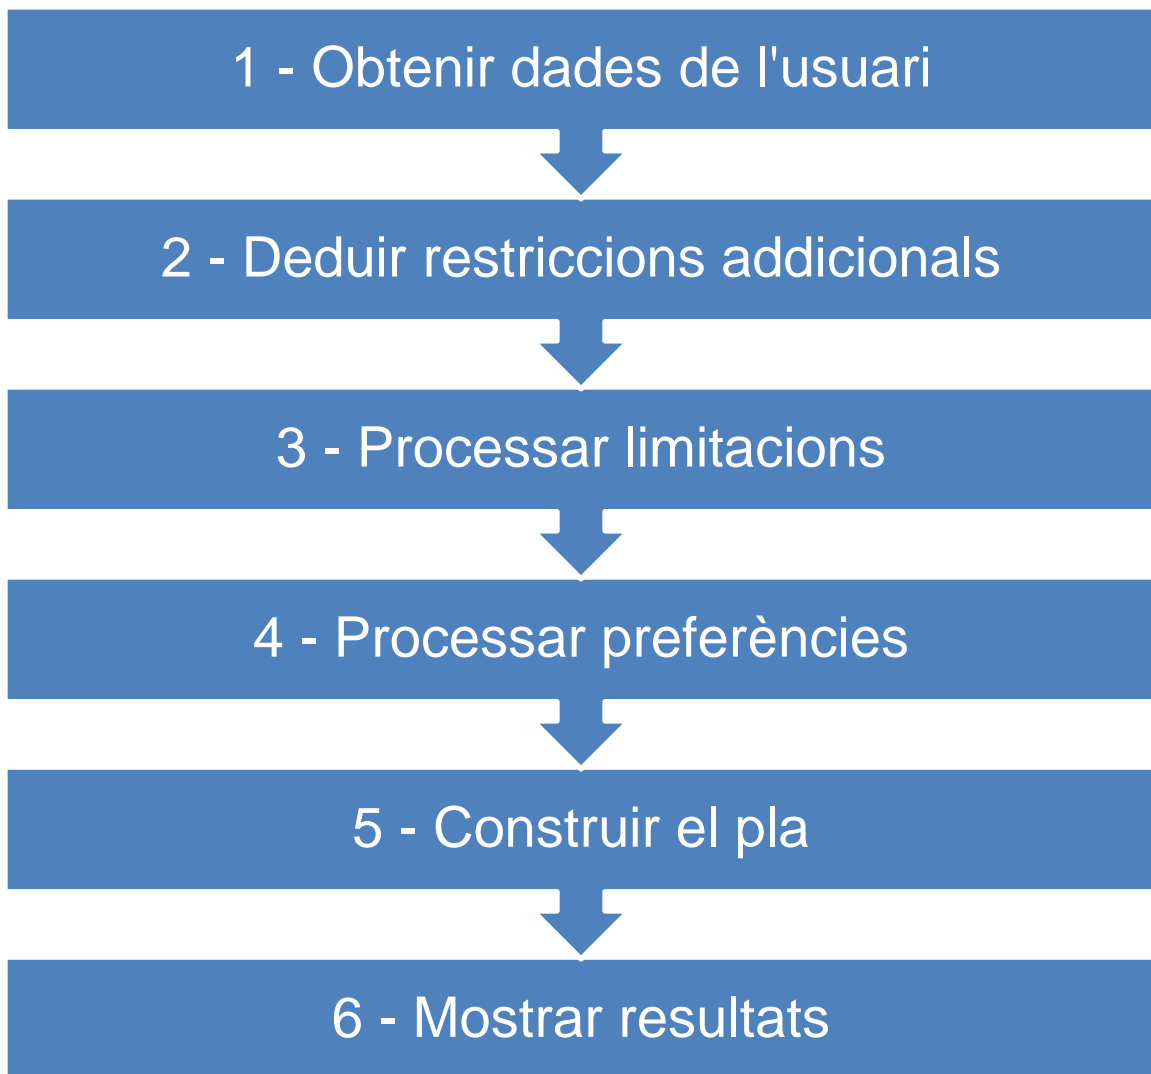 1 - Obtenir dades de l'usuari
2 - Deduir restriccions addicionals
3 - Processar limitacions
4 - Processar preferències
5 - Construir el pla
6 - Mostrar resultats